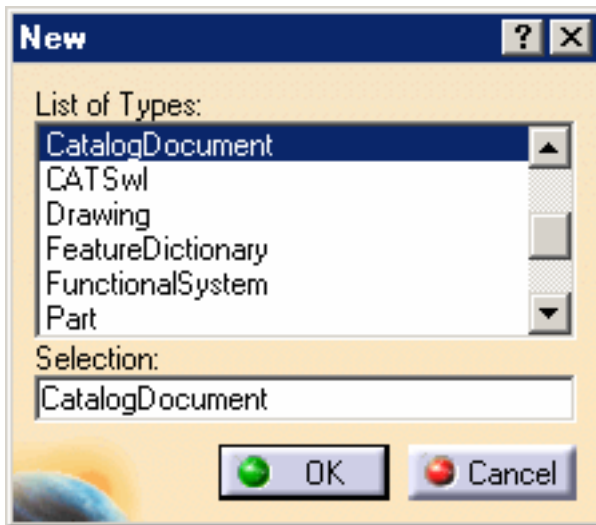 New
List of Types:
CatalogDocument
CATSwl
Drawing
FeatureDictionary
FunctionalSystem
Part
Selection:
CatalogDocument
OK Cancel